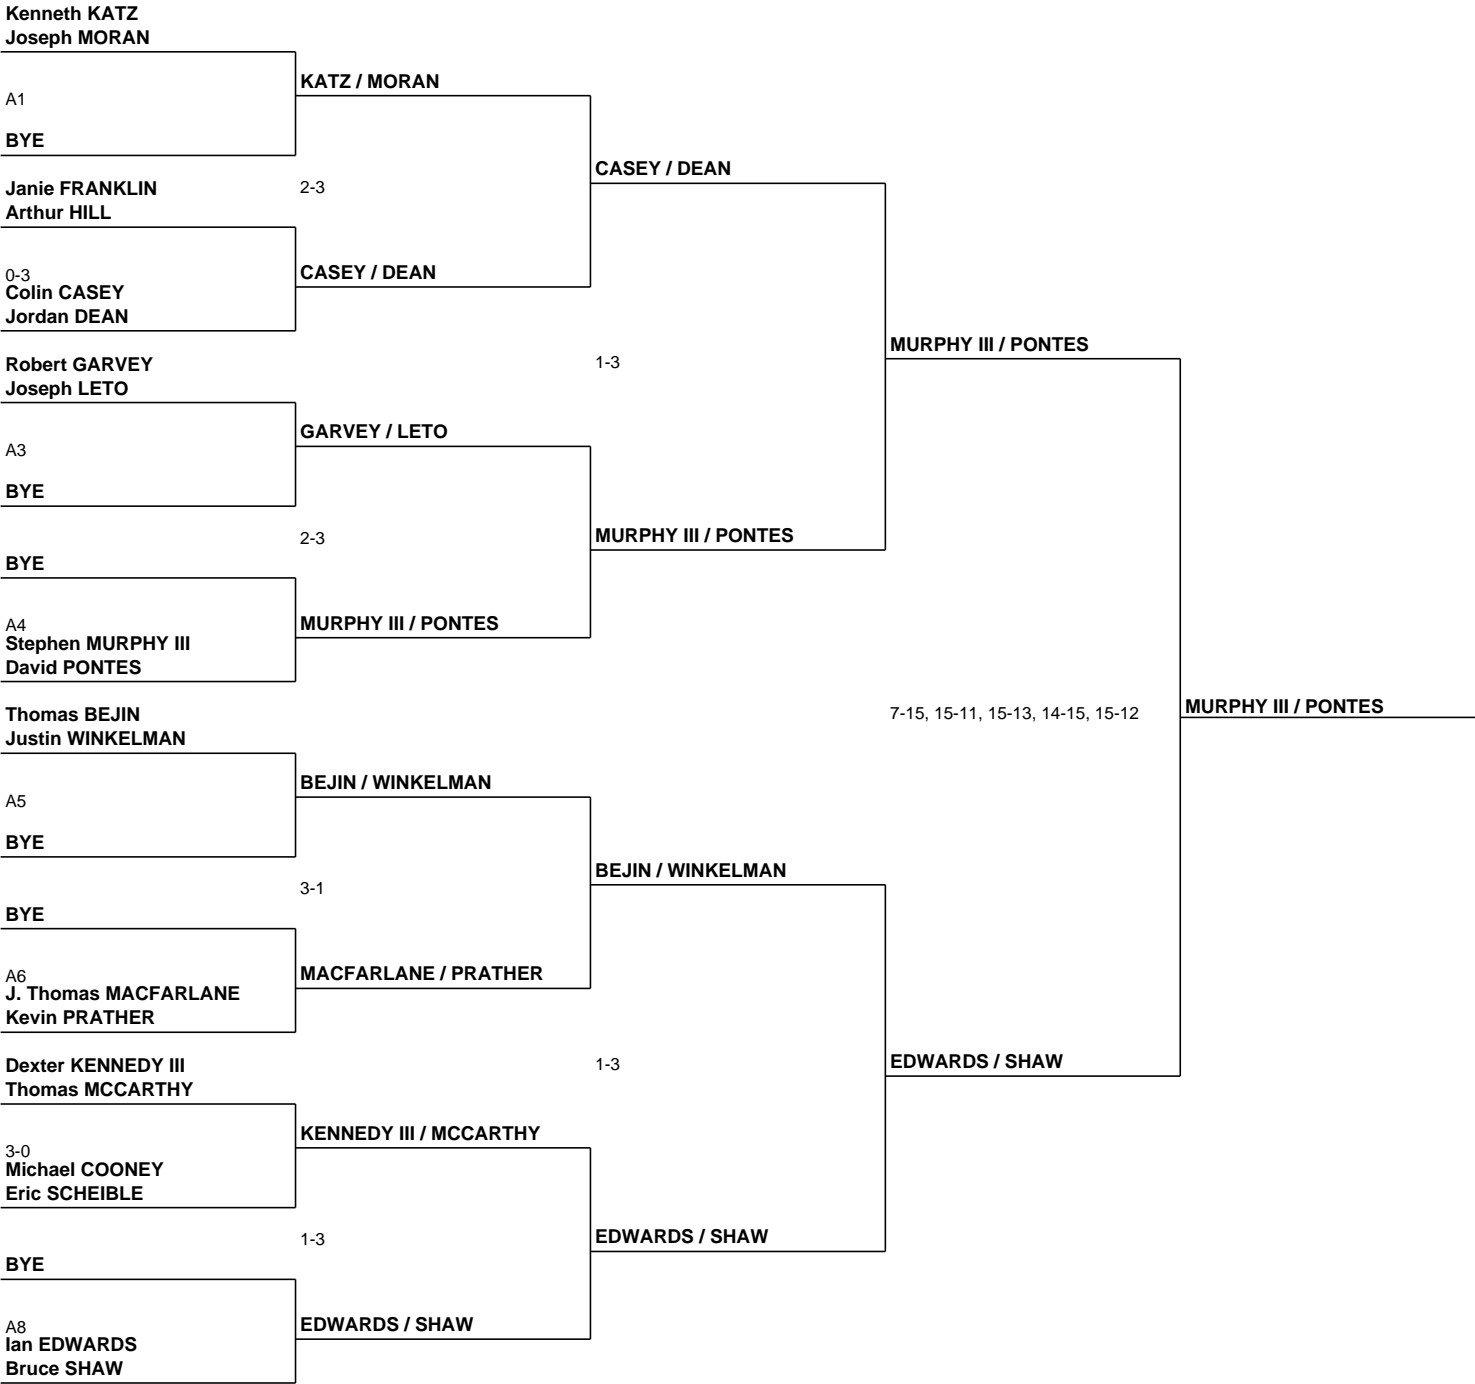 Kenneth KATZ
Joseph MORAN
A1
BYE
Janie FRANKLIN
Arthur HILL
0-3
Colin CASEY
Jordan DEAN
Robert GARVEY
Joseph LETO
A3
BYE
BYE
A4
Stephen MURPHY III
David PONTES
Thomas BEJIN
Justin WINKELMAN
A5
BYE
BYE
A6
J. Thomas MACFARLANE
Kevin PRATHER
Dexter KENNEDY III
Thomas MCCARTHY
3-0
Michael COONEY
Eric SCHEIBLE
BYE
A8
Ian EDWARDS
Bruce SHAW
KATZ / MORAN
2-3
CASEY / DEAN
GARVEY / LETO
2-3
MURPHY III / PONTES
BEJIN / WINKELMAN
3-1
MACFARLANE / PRATHER
KENNEDY III / MCCARTHY
1-3
EDWARDS / SHAW
CASEY / DEAN
1-3
MURPHY III / PONTES
BEJIN / WINKELMAN
1-3
EDWARDS / SHAW
MURPHY III / PONTES
7-15, 15-11, 15-13, 14-15, 15-12
EDWARDS / SHAW
MURPHY III / PONTES